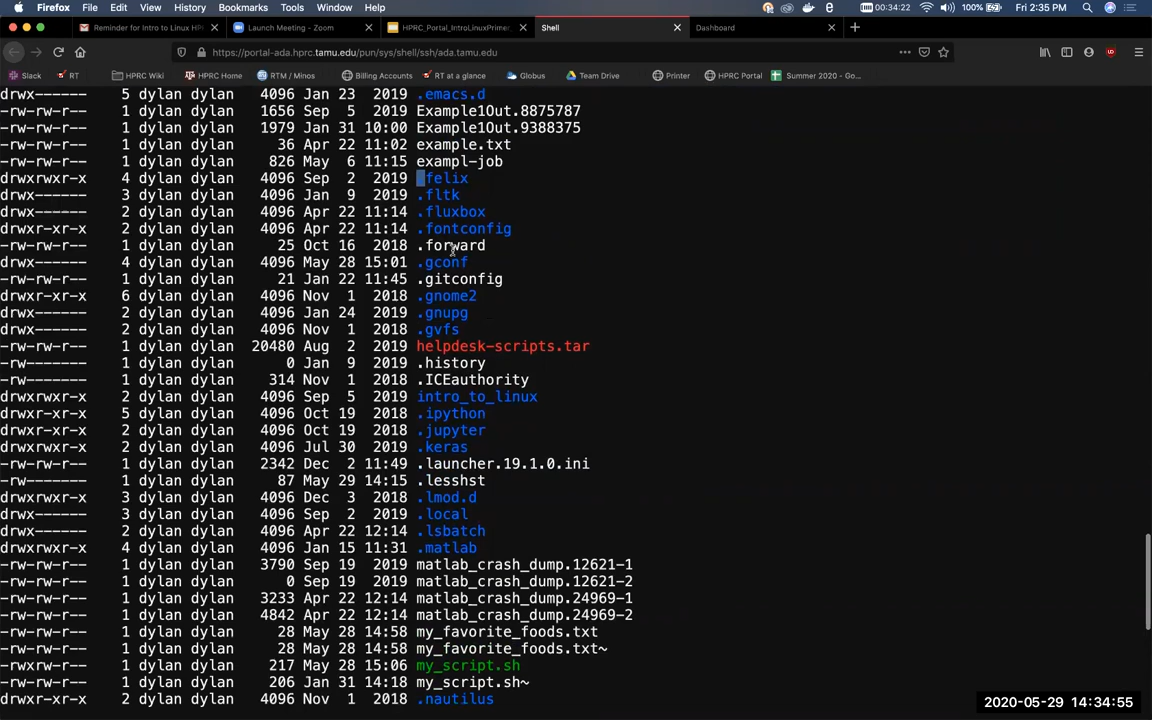 Firefox File Edit View History Bookmarks Tools Window Help 00:34:22 100% Fri 2:35 PM
Reminder for Intro to Linux HP Launch Meeting - Zoom HPRC_Portal_IntroLinuxPrimer_ Shell Dashboard
https://portal-ada.hprc.tamu.edu/pun/sys/shell/ssh/ada.tamu.edu
Slack RT HPRC Wiki HPRC Home RTM / Minos Billing Accounts RT at a glance Globus Team Drive Printer HPRC Portal Summer 2020 - Go...
drwx------ 5 dylan dylan 4096 Jan 23 2019 .emacs.d
-rw-rw-r-- 1 dylan dylan 1656 Sep 5 2019 Example1Out.8875787
-rw-rw-r-- 1 dylan dylan 1979 Jan 31 10:00 Example1Out.9388375
-rw-rw-r-- 1 dylan dylan 36 Apr 22 11:02 example.txt
-rw-rw-r-- 1 dylan dylan 826 May 6 11:15 exampl-job
drwxrwxr-x 4 dylan dylan 4096 Sep 2 2019 .felix
drwx------ 3 dylan dylan 4096 Jan 9 2019 .fltk
drwx------ 2 dylan dylan 4096 Apr 22 11:14 .fluxbox
drwxr-xr-x 2 dylan dylan 4096 Apr 22 11:14 .fontconfig
-rw-rw-r-- 1 dylan dylan 25 Oct 16 2018 .forward
drwx------ 4 dylan dylan 4096 May 28 15:01 .gconf
-rw-rw-r-- 1 dylan dylan 21 Jan 22 11:45 .gitconfig
drwxr-xr-x 6 dylan dylan 4096 Nov 1 2018 .gnome2
drwx------ 2 dylan dylan 4096 Jan 24 2019 .gnupg
drwx------ 2 dylan dylan 4096 Nov 1 2018 .gvfs
-rw-rw-r-- 1 dylan dylan 20480 Aug 2 2019 helpdesk-scripts.tar
-rw------- 1 dylan dylan 0 Jan 9 2019 .history
-rw------- 1 dylan dylan 314 Nov 1 2018 .ICEauthority
drwxrwxr-x 2 dylan dylan 4096 Sep 5 2019 intro_to_linux
drwxr-xr-x 5 dylan dylan 4096 Oct 19 2018 .ipython
drwxr-xr-x 2 dylan dylan 4096 Oct 19 2018 .jupyter
drwxrwxr-x 2 dylan dylan 4096 Jul 30 2019 .keras
-rw-rw-r-- 1 dylan dylan 2342 Dec 2 11:49 .launcher.19.1.0.ini
-rw------- 1 dylan dylan 87 May 29 14:15 .lesshst
drwxrwxr-x 3 dylan dylan 4096 Dec 3 2018 .lmod.d
drwx------ 3 dylan dylan 4096 Sep 2 2019 .local
drwx------ 2 dylan dylan 4096 Apr 22 12:14 .lsbatch
drwxrwxr-x 4 dylan dylan 4096 Jan 15 11:31 .matlab
-rw-rw-r-- 1 dylan dylan 3790 Sep 19 2019 matlab_crash_dump.12621-1
-rw-rw-r-- 1 dylan dylan 0 Sep 19 2019 matlab_crash_dump.12621-2
-rw-rw-r-- 1 dylan dylan 3233 Apr 22 12:14 matlab_crash_dump.24969-1
-rw-rw-r-- 1 dylan dylan 4842 Apr 22 12:14 matlab_crash_dump.24969-2
-rw-rw-r-- 1 dylan dylan 28 May 28 14:58 my_favorite_foods.txt
-rw-rw-r-- 1 dylan dylan 28 May 28 14:58 my_favorite_foods.txt~
-rwxrw-r-- 1 dylan dylan 217 May 28 15:06 my_script.sh
-rw-rw-r-- 1 dylan dylan 206 Jan 31 14:18 my_script.sh~
drwxr-xr-x 2 dylan dylan 4096 Nov 1 2018 .nautilus
2020-05-29 14:34:55